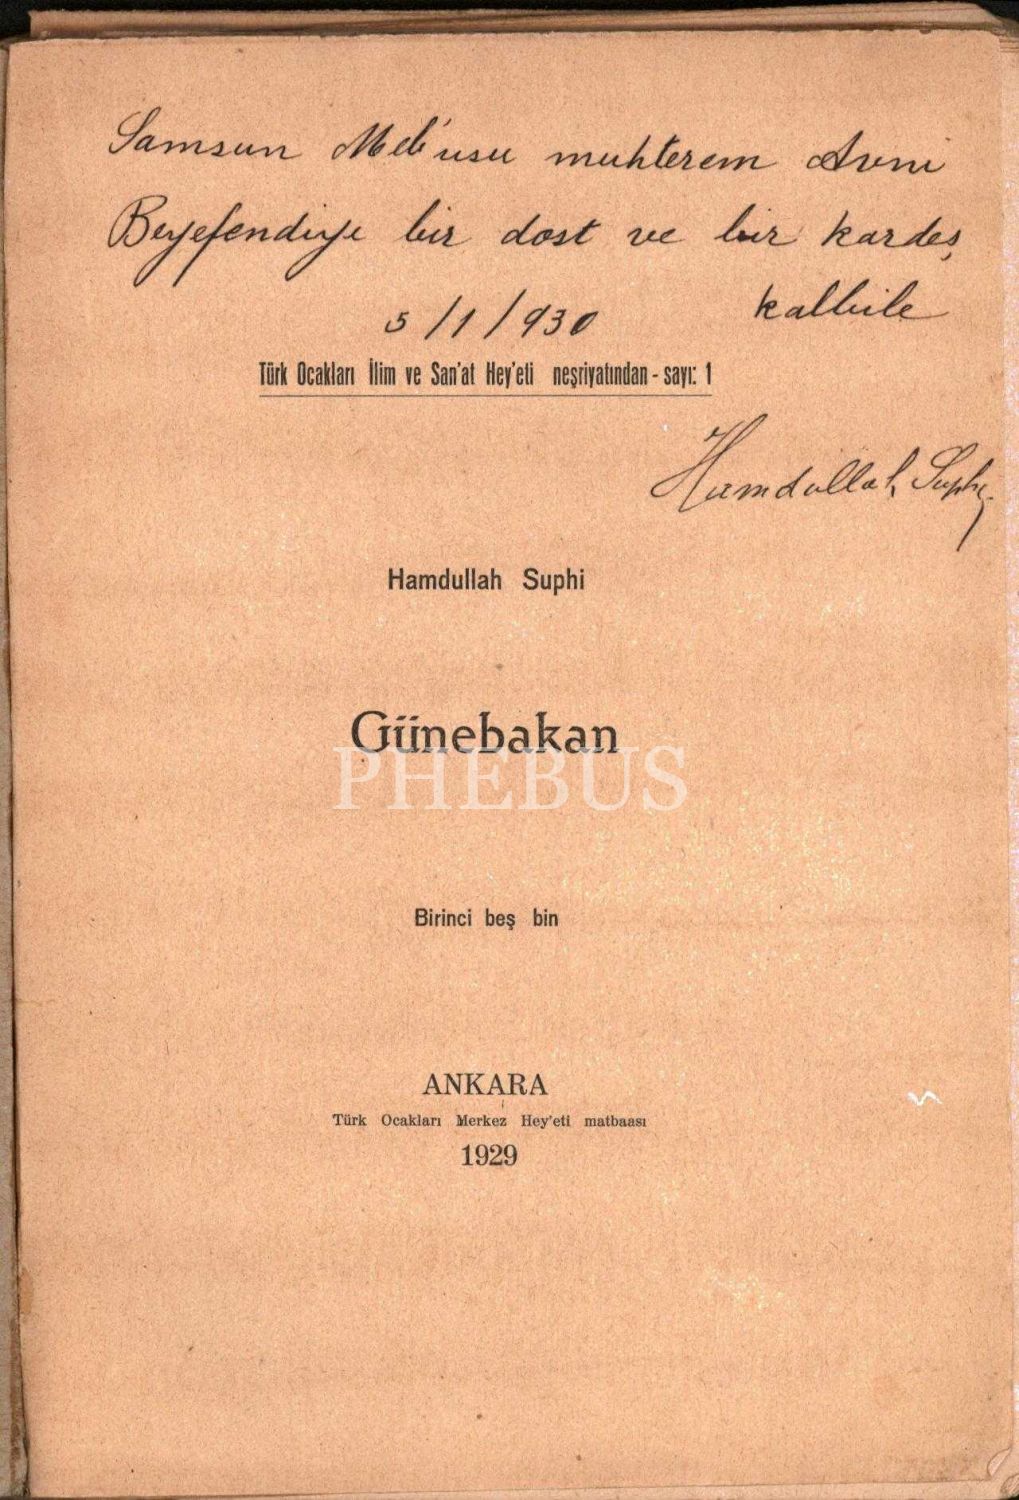 Samsun Meb'usu muhterem Avni
Beyefendiye bir dost ve bir kardeş
kalbile
5/1/930
Türk Ocakları İlim ve San'at Hey'eti neşriyatından - sayı: 1
Hamdullah Suphi
Hamdullah Suphi
Günebakan
PHEBUS
Birinci beş bin
ANKARA
Türk Ocakları Merkez Hey'eti matbaası
1929